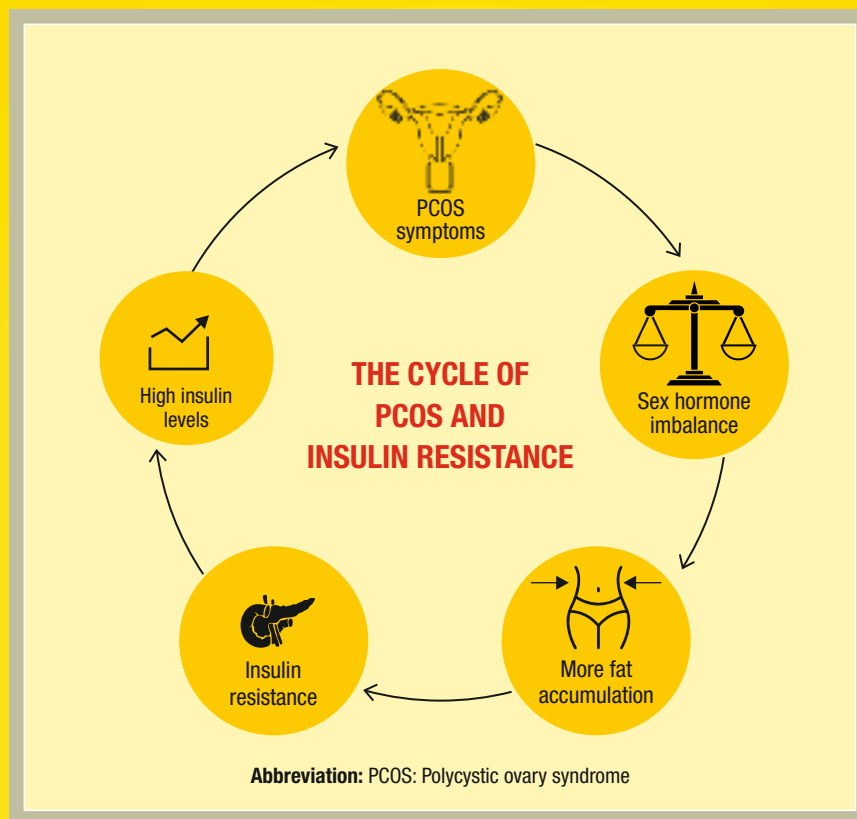 PCOS
symptoms
Sex hormone
imbalance
More fat
accumulation
Insulin
resistance
High insulin
levels
THE CYCLE OF
PCOS AND
INSULIN RESISTANCE
Abbreviation: PCOS: Polycystic ovary syndrome